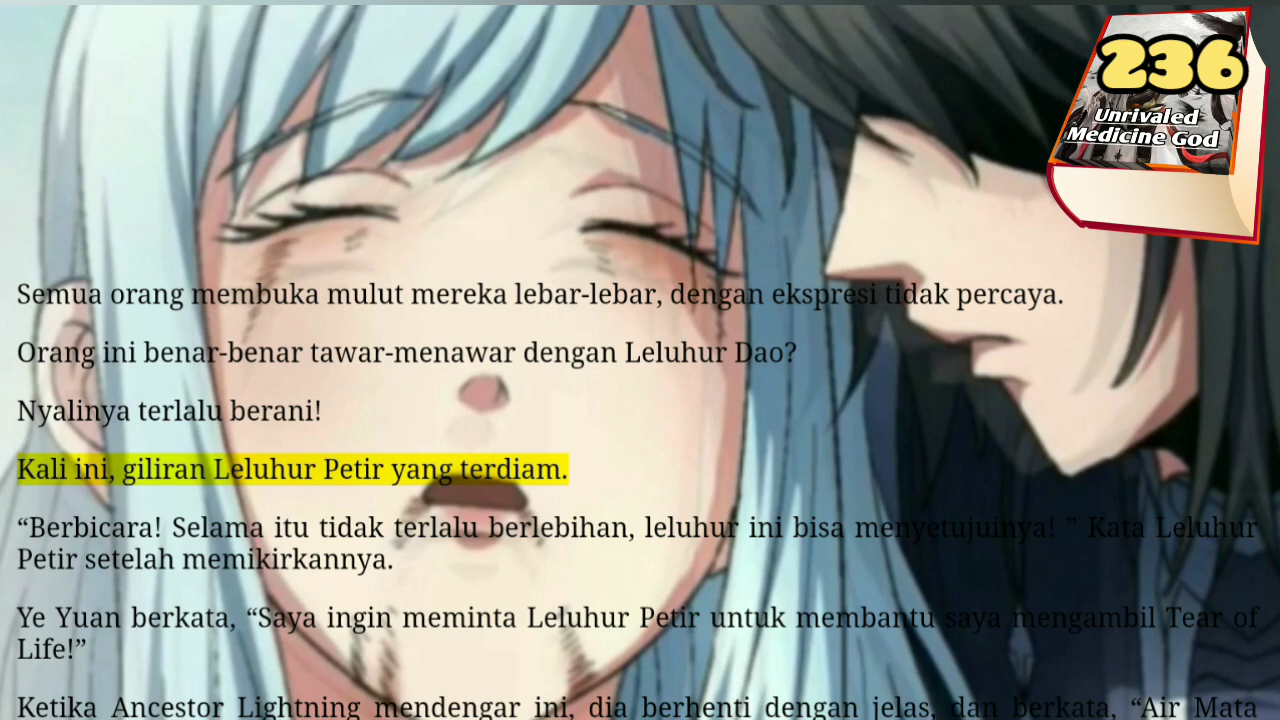 236
Unrivaled
Medicine God
Semua orang membuka mulut mereka lebar-lebar, dengan ekspresi tidak percaya.
Orang ini benar-benar tawar-menawar dengan Leluhur Dao?
Nyalinya terlalu berani!
Kali ini, giliran Leluhur Petir yang terdiam.
“Berbicara! Selama itu tidak terlalu berlebihan, leluhur ini bisa menyetujuinya! ” Kata Leluhur
Petir setelah memikirkannya.
Ye Yuan berkata, “Saya ingin meminta Leluhur Petir untuk membantu saya mengambil Tear of
Life!”
Ketika Ancestor Lightning mendengar ini, dia berhenti dengan jelas, dan berkata, “Air Mata